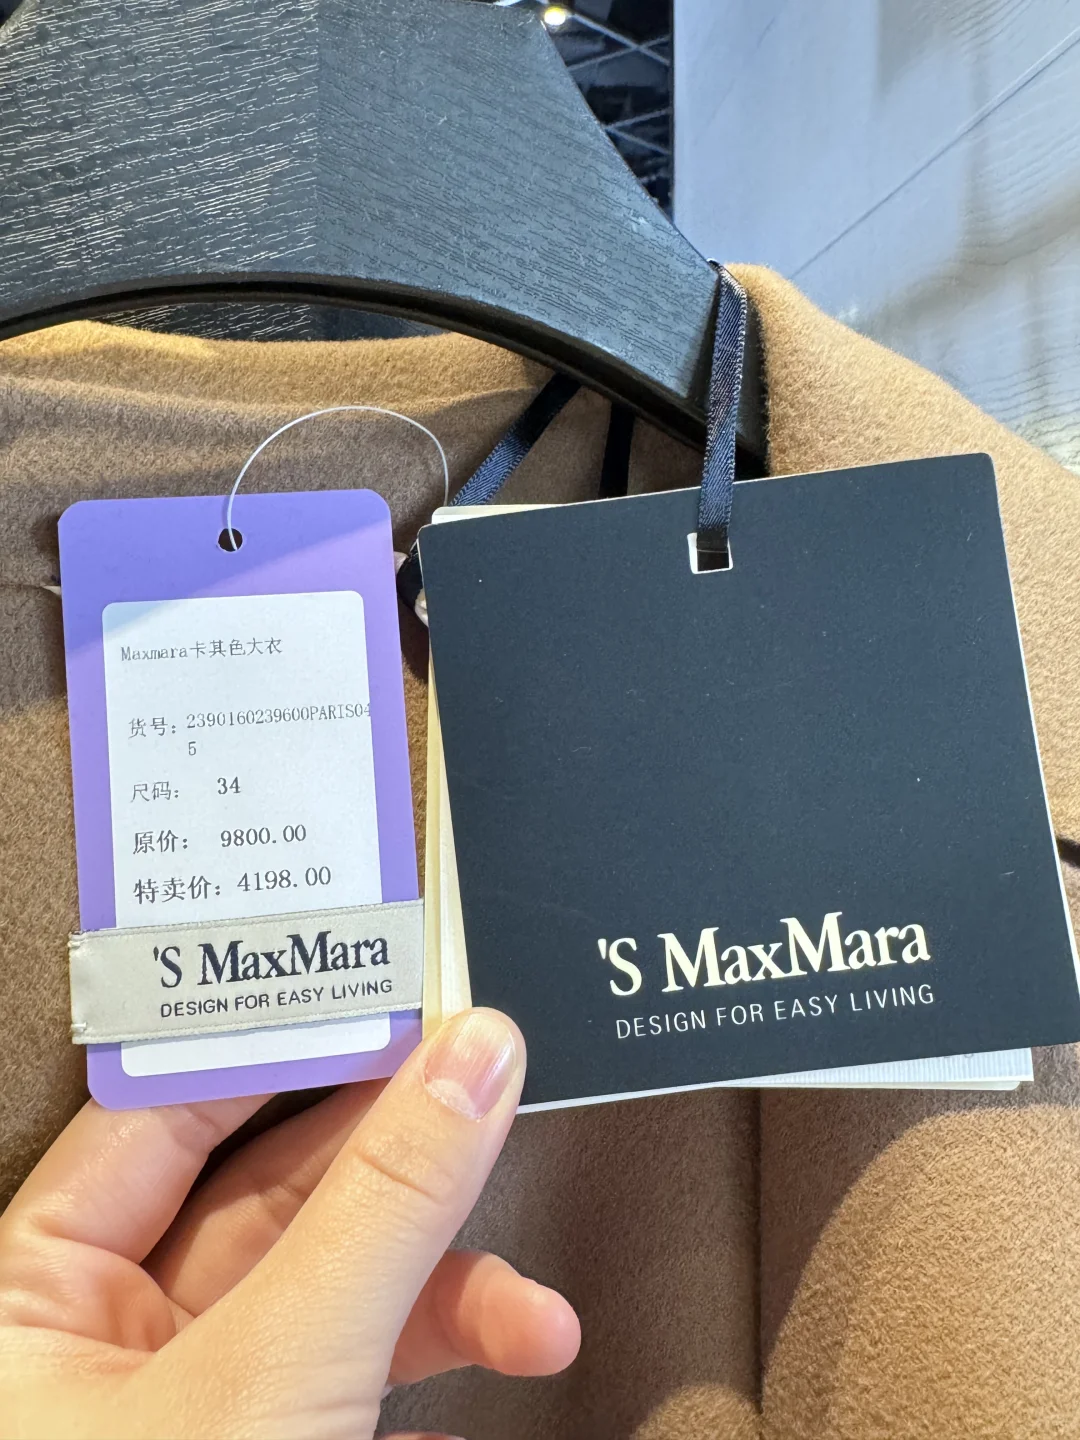 Maxmara卡其色大衣
货号：2390160239600PARIS04
5
尺码： 34
原价： 9800.00
特卖价：4198.00
'S MaxMara
DESIGN FOR EASY LIVING
'S MaxMara
DESIGN FOR EASY LIVING